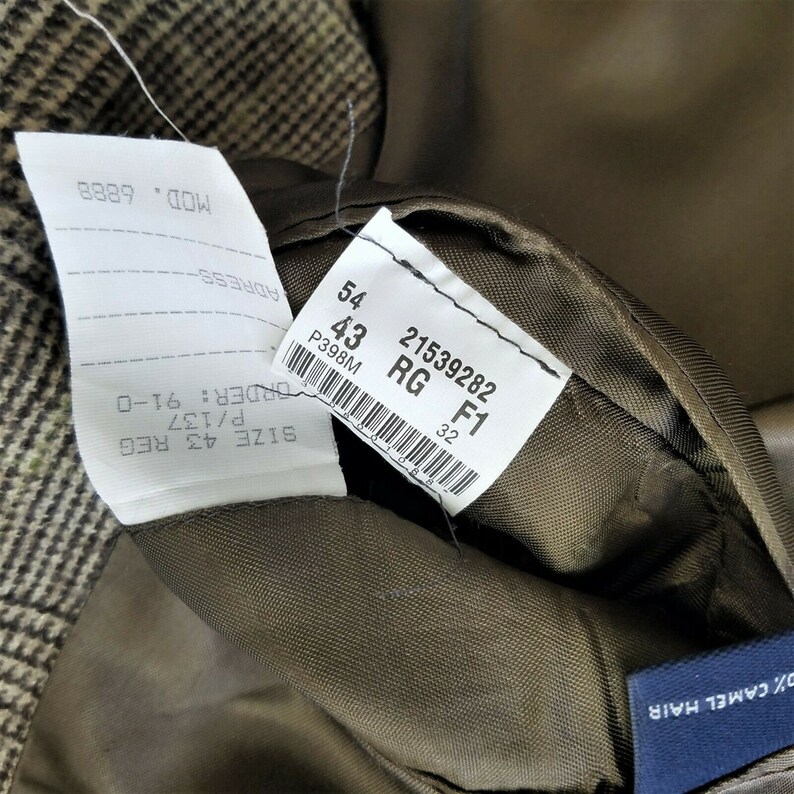 MOD. 6888
ADRESS
ORDER: 91-0
P/137
SIZE 43 REG
54 21539282
43 RG F1
P398M 32
0% CAMEL HAIR